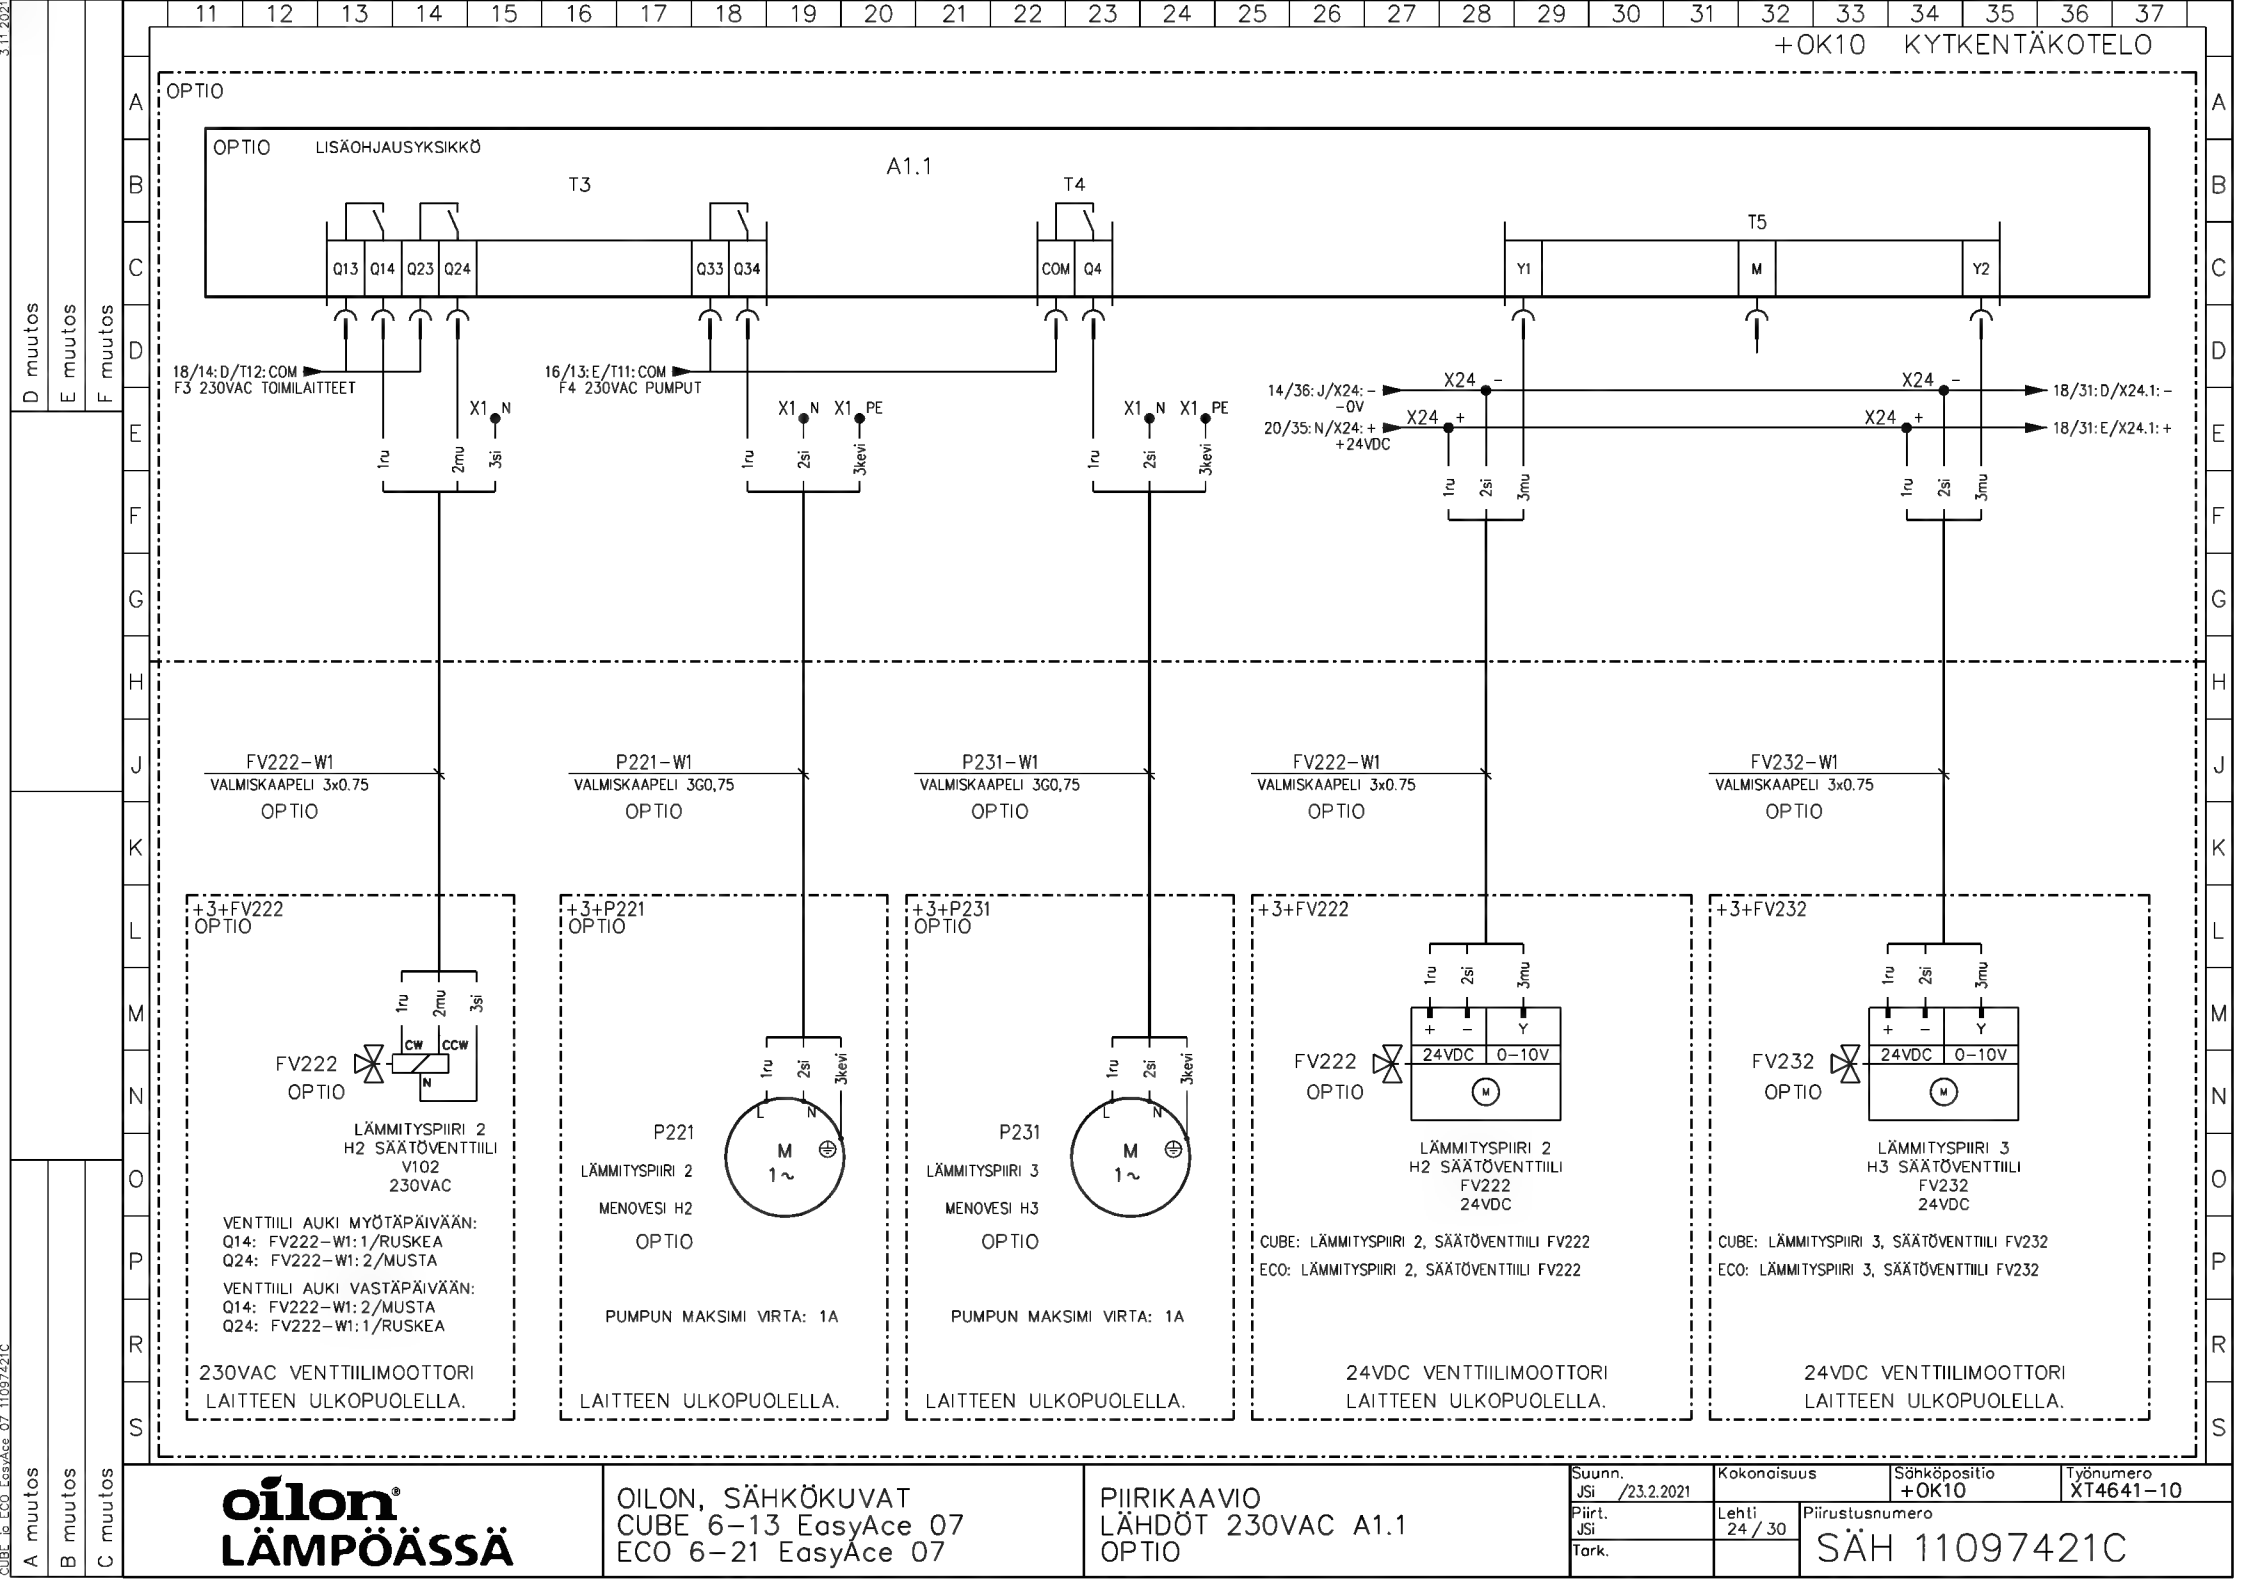 11 12 13 14 15 16 17 18 19 20 21 22 23 24 25 26 27 28 29 30 31 32 33 34 35 36 37
+OK10 KYTKENTÄKOTELO
3.11.2021
A
B
C
D
E
F
G
H
J
K
L
M
N
O
P
R
S
A
B
C
D
E
F
G
H
J
K
L
M
N
O
P
R
S
D muutos
E muutos
F muutos
A muutos
B muutos
C muutos
OPTIO
OPTIO LISÄOHJAUSYKSIKKÖ
A1.1
T3
T4
T5
Q13 Q14 Q23 Q24
Q33 Q34
COM Q4
Y1
M
Y2
18/14:D/T12:COM
F3 230VAC TOIMILAITTEET
16/13:E/T11:COM
F4 230VAC PUMPUT
14/36:J/X24:-
-0V
20/35:N/X24:+
+24VDC
X24 -
X24 +
X24 -
X24 +
18/31:D/X24.1:-
18/31:E/X24.1:+
X1 N
X1 N X1 PE
X1 N X1 PE
1ru 2mu 3si
1ru 2si 3kevi
1ru 2si 3kevi
1ru 2si 3mu
1ru 2si 3mu
FV222-W1
VALMISKAAPELI 3x0.75
OPTIO
P221-W1
VALMISKAAPELI 3G0,75
OPTIO
P231-W1
VALMISKAAPELI 3G0,75
OPTIO
FV222-W1
VALMISKAAPELI 3x0.75
OPTIO
FV232-W1
VALMISKAAPELI 3x0.75
OPTIO
+3+FV222
OPTIO
1ru 2mu 3si
CW CCW
N
FV222
OPTIO
LÄMMITYSPIIRI 2
H2 SÄÄTÖVENTTIILI
V102
230VAC
VENTTIILI AUKI MYÖTÄPÄIVÄÄN:
Q14: FV222-W1:1/RUSKEA
Q24: FV222-W1:2/MUSTA
VENTTIILI AUKI VASTÄPÄIVÄÄN:
Q14: FV222-W1:2/MUSTA
Q24: FV222-W1:1/RUSKEA
230VAC VENTTIILIMOOTTORI
LAITTEEN ULKOPUOLELLA.
+3+P221
OPTIO
1ru 2si 3kevi
L N
M
1~
P221
LÄMMITYSPIIRI 2
MENOVESI H2
OPTIO
PUMPUN MAKSIMI VIRTA: 1A
LAITTEEN ULKOPUOLELLA.
+3+P231
OPTIO
1ru 2si 3kevi
L N
M
1~
P231
LÄMMITYSPIIRI 3
MENOVESI H3
OPTIO
PUMPUN MAKSIMI VIRTA: 1A
LAITTEEN ULKOPUOLELLA.
+3+FV222
1ru 2si 3mu
+ - Y
24VDC 0-10V
M
FV222
OPTIO
LÄMMITYSPIIRI 2
H2 SÄÄTÖVENTTIILI
FV222
24VDC
CUBE: LÄMMITYSPIIRI 2, SÄÄTÖVENTTIILI FV222
ECO: LÄMMITYSPIIRI 2, SÄÄTÖVENTTIILI FV222
24VDC VENTTIILIMOOTTORI
LAITTEEN ULKOPUOLELLA.
+3+FV232
1ru 2si 3mu
+ - Y
24VDC 0-10V
M
FV232
OPTIO
LÄMMITYSPIIRI 3
H3 SÄÄTÖVENTTIILI
FV232
24VDC
CUBE: LÄMMITYSPIIRI 3, SÄÄTÖVENTTIILI FV232
ECO: LÄMMITYSPIIRI 3, SÄÄTÖVENTTIILI FV232
24VDC VENTTIILIMOOTTORI
LAITTEEN ULKOPUOLELLA.
CUBE ja ECO EasyAce 07 11097421C
oilon®
LÄMPÖÄSSÄ
OILON, SÄHKÖKUVAT
CUBE 6-13 EasyAce 07
ECO 6-21 EasyAce 07
PIIRIKAAVIO
LÄHDÖT 230VAC A1.1
OPTIO
Suunn.
JSi /23.2.2021
Piirt.
JSi
Tark.
Kokonaisuus
Lehti
24/30
Sähköpositio
+OK10
Työnumero
XT4641-10
Piirustusnumero
SÄH 11097421C